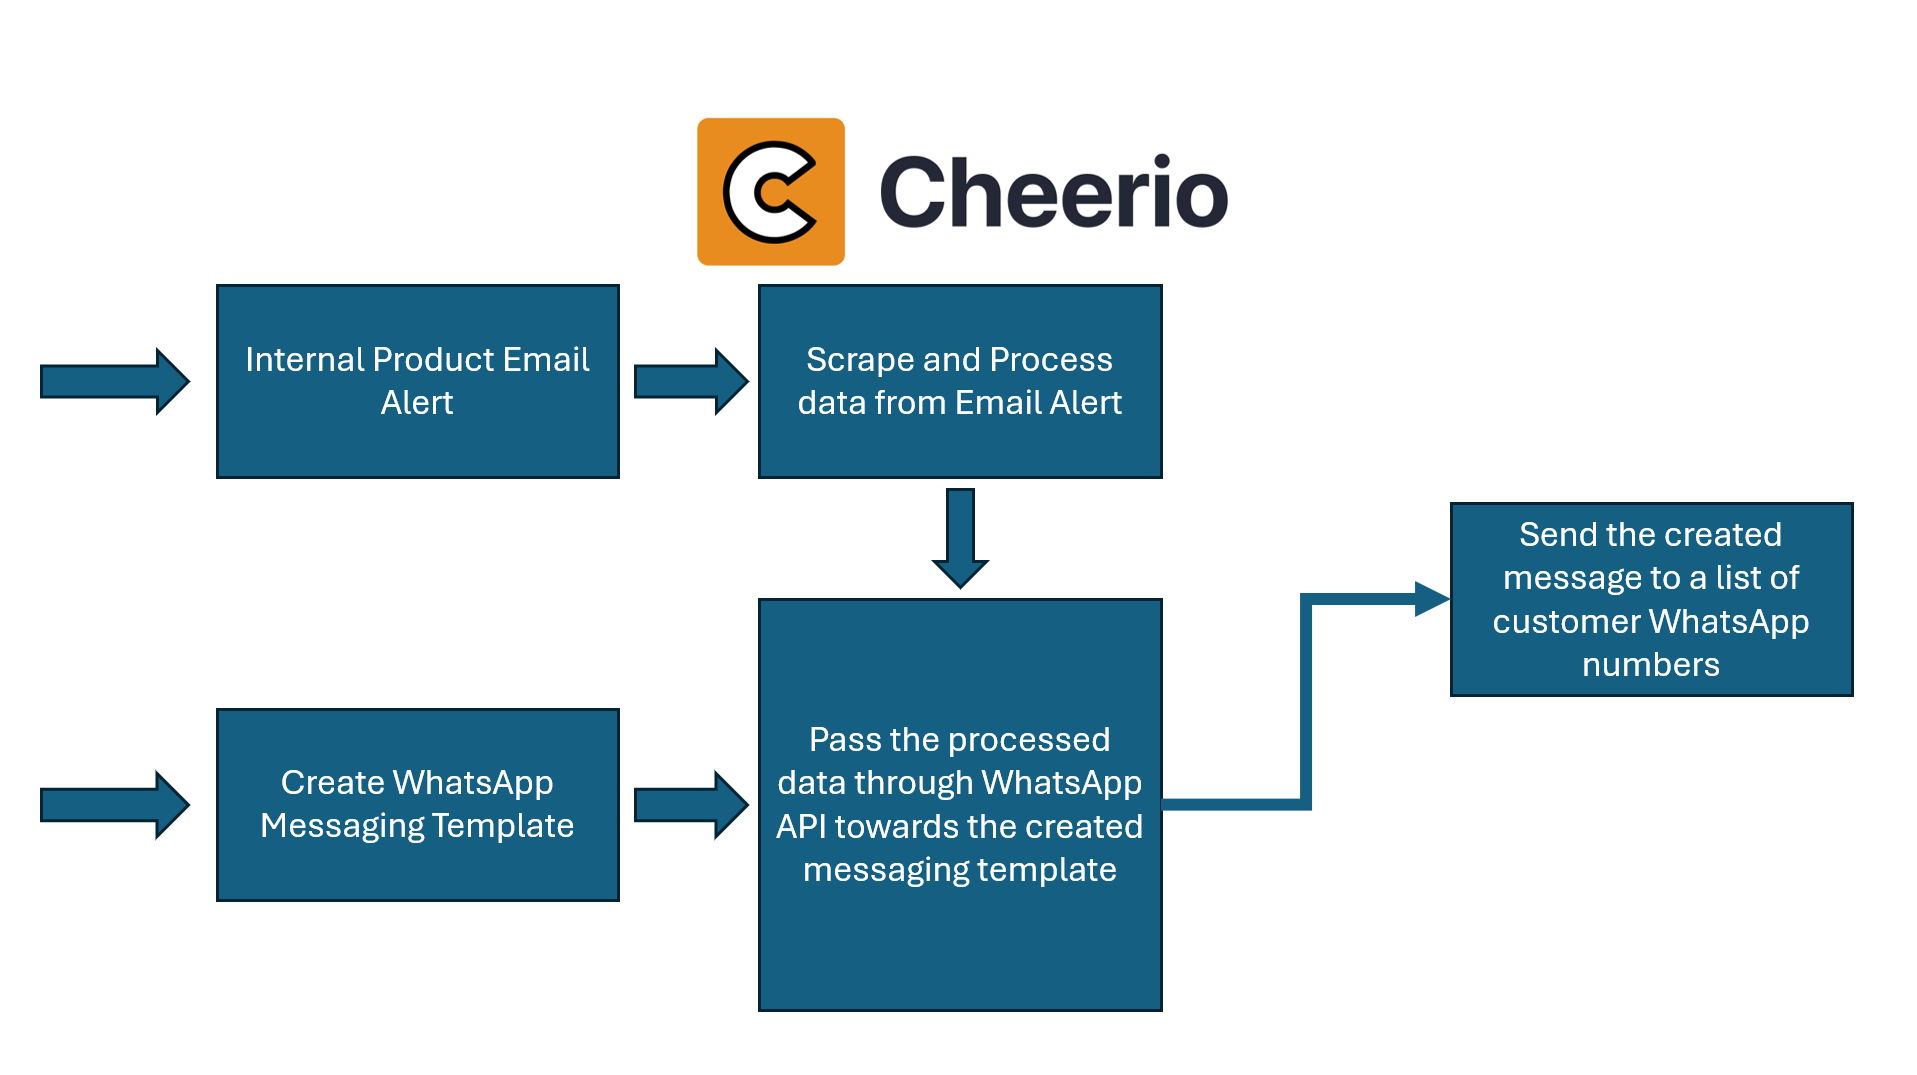 Cheerio
Internal Product Email
Alert
Scrape and Process
data from Email Alert
Send the created
message to a list of
customer WhatsApp
numbers
Create WhatsApp
Messaging Template
Pass the processed
data through WhatsApp
API towards the created
messaging template